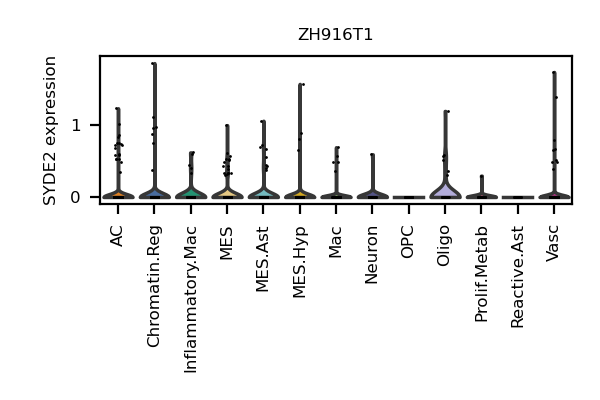 ZH916T1
SYDE2 expression
1
0
AC
Chromatin.Reg
Inflammatory.Mac
MES
MES.Ast
MES.Hyp
Mac
Neuron
OPC
Oligo
Prolif.Metab
Reactive.Ast
Vasc